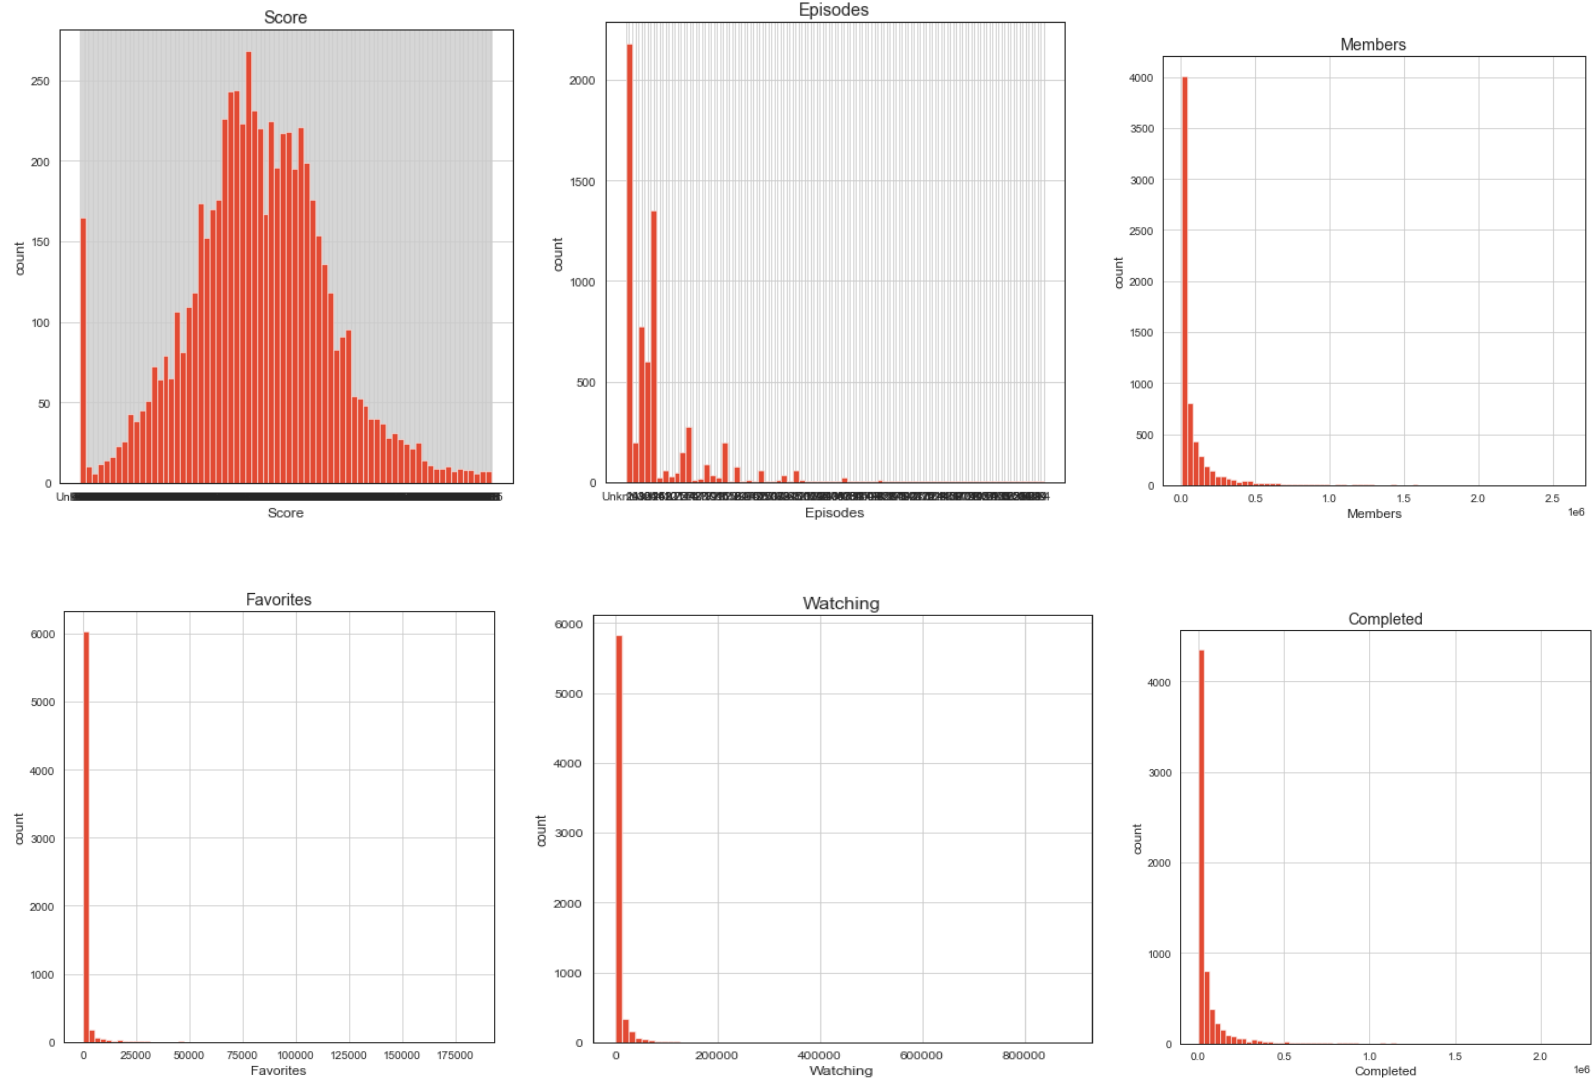 Score
250
200
150
100
50
0
count
Score
Episodes
2000
1500
1000
500
0
count
Episodes
Members
4000
3500
3000
2500
2000
1500
1000
500
0
count
0.0 0.5 1.0 1.5 2.0 2.5
1e6
Members
Favorites
6000
5000
4000
3000
2000
1000
0
count
0 25000 50000 75000 100000 125000 150000 175000
Favorites
Watching
6000
5000
4000
3000
2000
1000
0
count
0 200000 400000 600000 800000
Watching
Completed
4000
3000
2000
1000
0
count
0.0 0.5 1.0 1.5 2.0
1e6
Completed